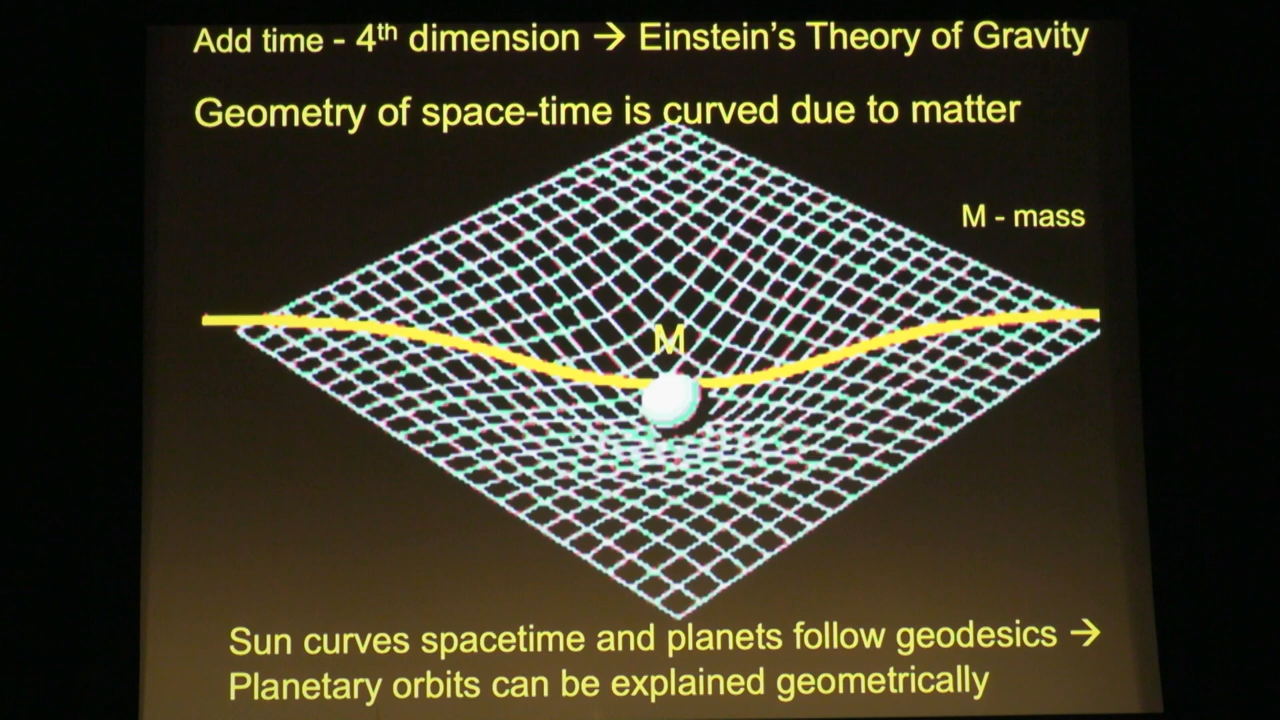 Add time - 4th dimension → Einstein's Theory of Gravity
Geometry of space-time is curved due to matter
M - mass
M
Sun curves spacetime and planets follow geodesics →
Planetary orbits can be explained geometrically